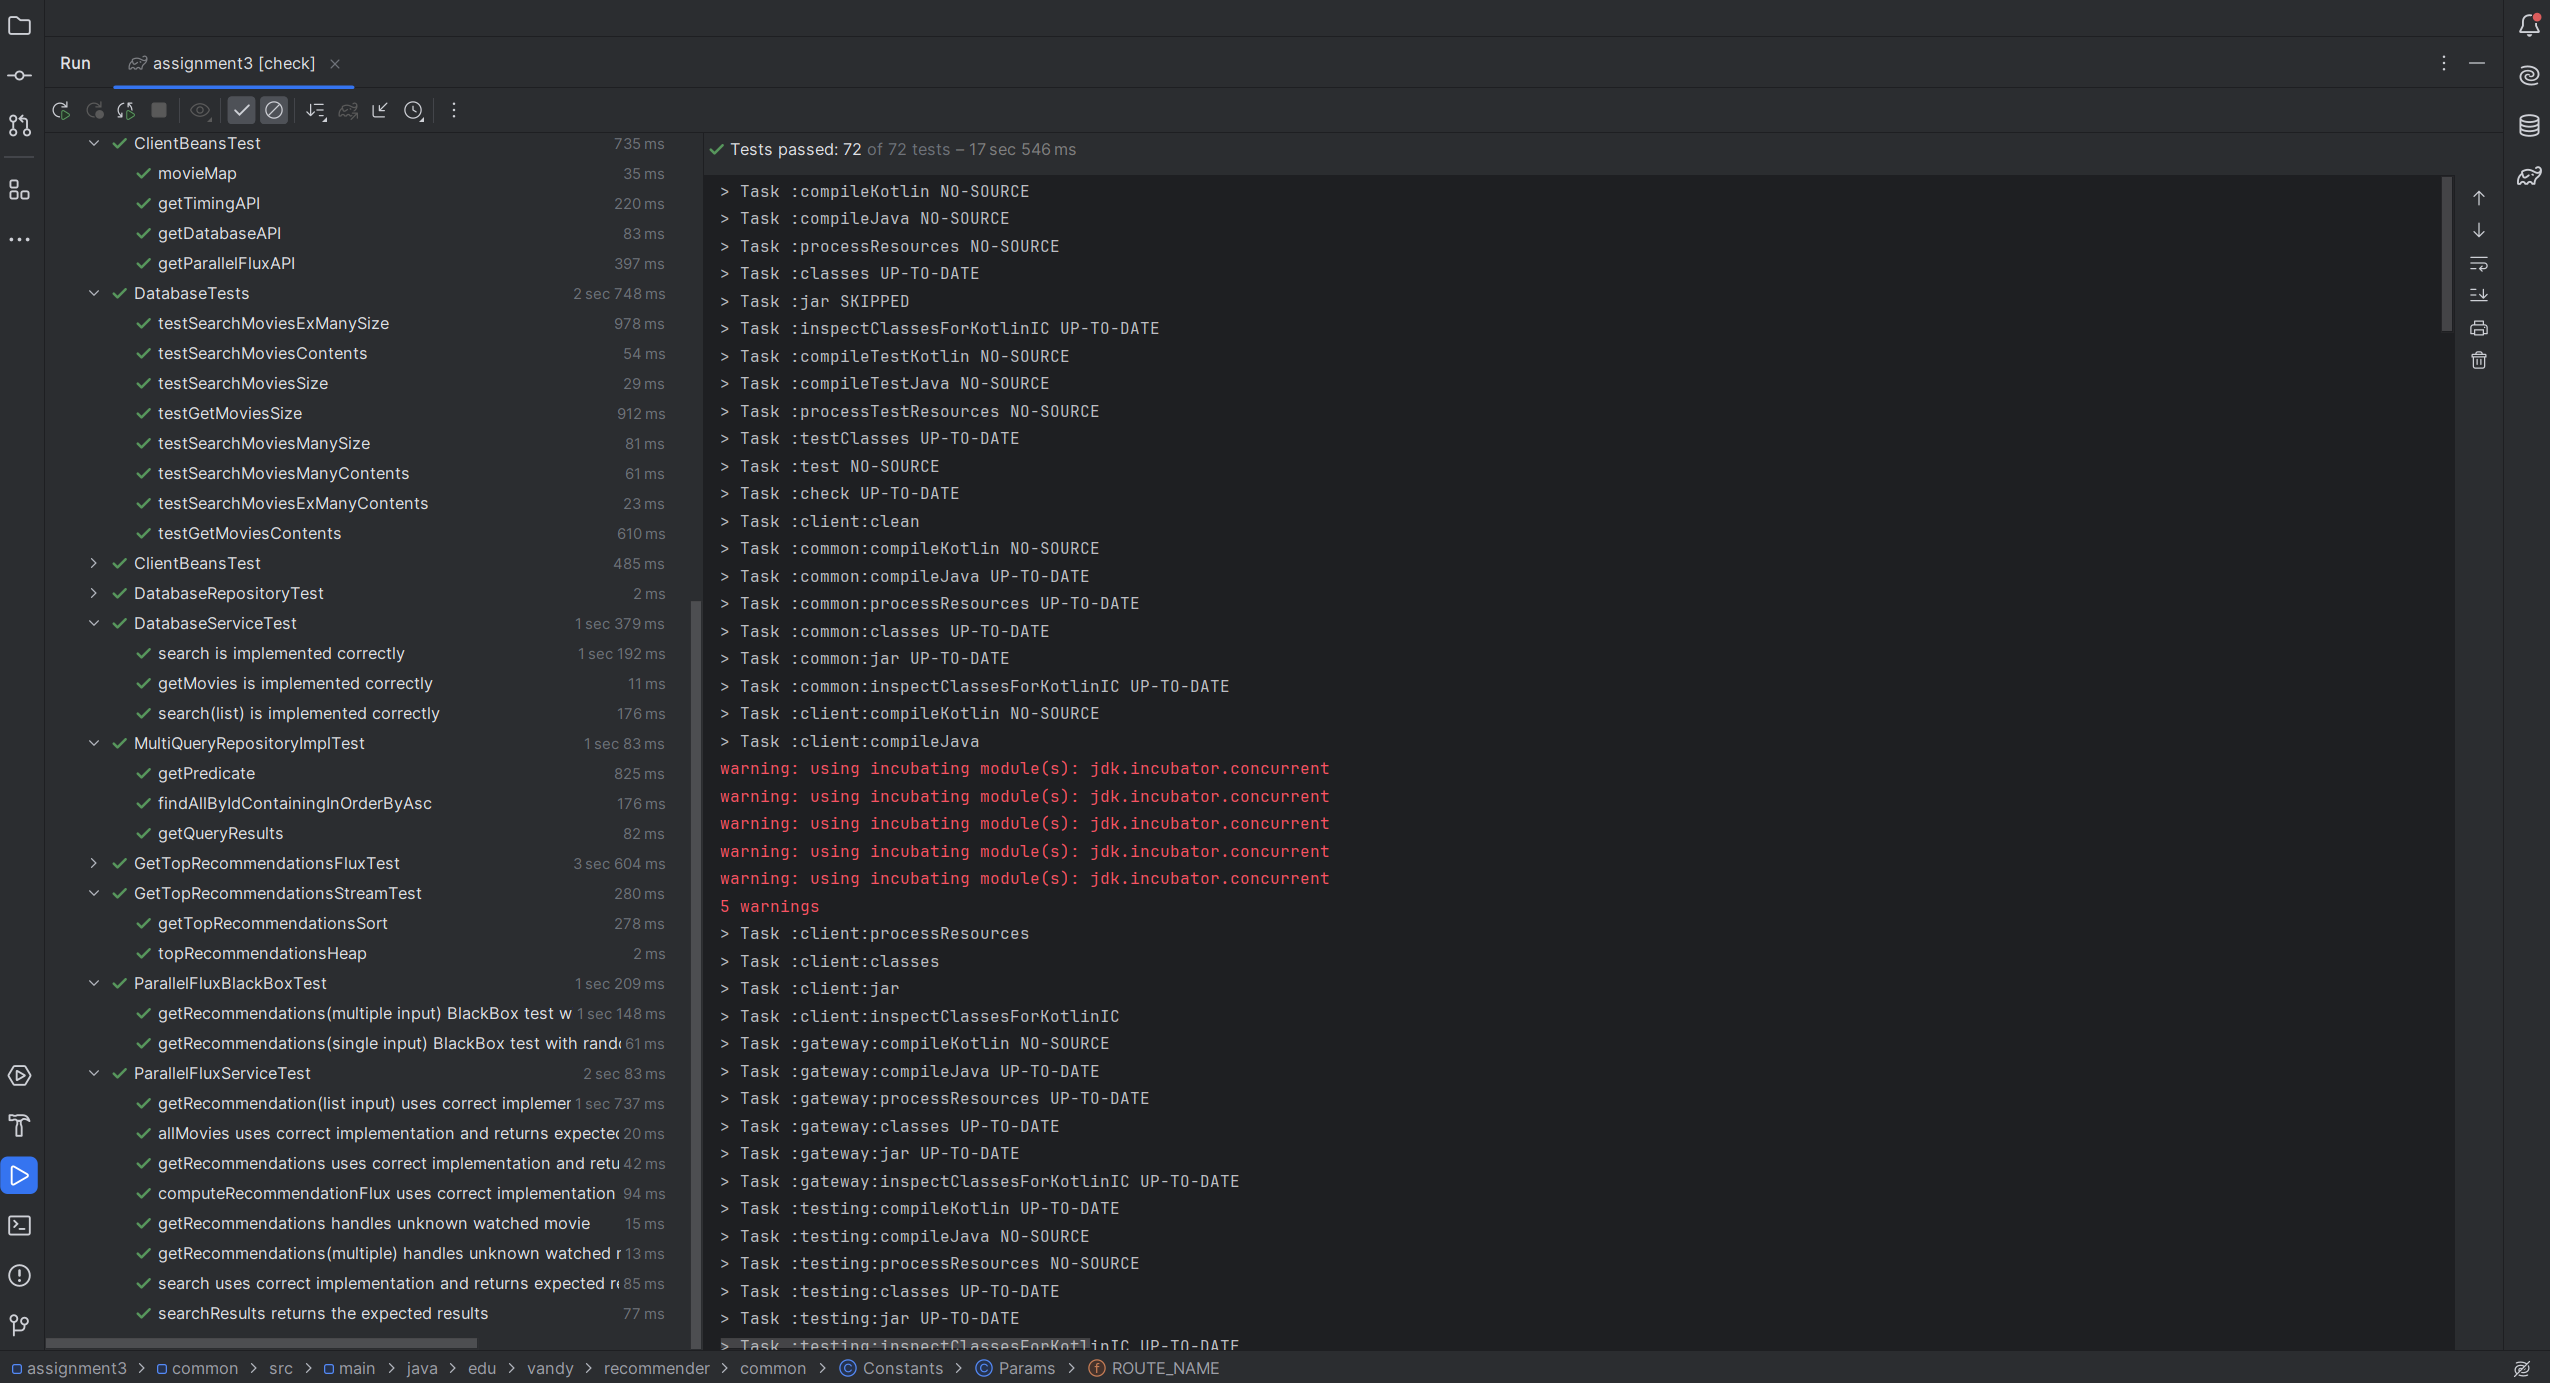 Run
assignment3 [check]
ClientBeansTest 735 ms
movieMap 35 ms
getTimingAPI 220 ms
getDatabaseAPI 83 ms
getParallelFluxAPI 397 ms
DatabaseTests 2 sec 748 ms
testSearchMoviesExManySize 978 ms
testSearchMoviesContents 54 ms
testSearchMoviesSize 29 ms
testGetMoviesSize 912 ms
testSearchMoviesManySize 81 ms
testSearchMoviesManyContents 61 ms
testSearchMoviesExManyContents 23 ms
testGetMoviesContents 610 ms
ClientBeansTest 485 ms
DatabaseRepositoryTest 2 ms
DatabaseServiceTest 1 sec 379 ms
search is implemented correctly 1 sec 192 ms
getMovies is implemented correctly 11 ms
search(list) is implemented correctly 176 ms
MultiQueryRepositoryImplTest 1 sec 83 ms
getPredicate 825 ms
findAllByIdContainingInOrderByAsc 176 ms
getQueryResults 82 ms
GetTopRecommendationsFluxTest 3 sec 604 ms
GetTopRecommendationsStreamTest 280 ms
getTopRecommendationsSort 278 ms
topRecommendationsHeap 2 ms
ParallelFluxBlackBoxTest 1 sec 209 ms
getRecommendations(multiple input) BlackBox test w 1 sec 148 ms
getRecommendations(single input) BlackBox test with rand 61 ms
ParallelFluxServiceTest 2 sec 83 ms
getRecommendation(list input) uses correct implemen 1 sec 737 ms
allMovies uses correct implementation and returns expected 20 ms
getRecommendations uses correct implementation and retu 42 ms
computeRecommendationFlux uses correct implementation 94 ms
getRecommendations handles unknown watched movie 15 ms
getRecommendations(multiple) handles unknown watched 13 ms
search uses correct implementation and returns expected re 85 ms
searchResults returns the expected results 77 ms
Tests passed: 72 of 72 tests – 17 sec 546 ms
> Task :compileKotlin NO-SOURCE
> Task :compileJava NO-SOURCE
> Task :processResources NO-SOURCE
> Task :classes UP-TO-DATE
> Task :jar SKIPPED
> Task :inspectClassesForKotlinIC UP-TO-DATE
> Task :compileTestKotlin NO-SOURCE
> Task :compileTestJava NO-SOURCE
> Task :processTestResources NO-SOURCE
> Task :testClasses UP-TO-DATE
> Task :test NO-SOURCE
> Task :check UP-TO-DATE
> Task :client:clean
> Task :common:compileKotlin NO-SOURCE
> Task :common:compileJava UP-TO-DATE
> Task :common:processResources UP-TO-DATE
> Task :common:classes UP-TO-DATE
> Task :common:jar UP-TO-DATE
> Task :common:inspectClassesForKotlinIC UP-TO-DATE
> Task :client:compileKotlin NO-SOURCE
> Task :client:compileJava
warning: using incubating module(s): jdk.incubator.concurrent
warning: using incubating module(s): jdk.incubator.concurrent
warning: using incubating module(s): jdk.incubator.concurrent
warning: using incubating module(s): jdk.incubator.concurrent
warning: using incubating module(s): jdk.incubator.concurrent
5 warnings
> Task :client:processResources
> Task :client:classes
> Task :client:jar
> Task :client:inspectClassesForKotlinIC
> Task :gateway:compileKotlin NO-SOURCE
> Task :gateway:compileJava UP-TO-DATE
> Task :gateway:processResources UP-TO-DATE
> Task :gateway:classes UP-TO-DATE
> Task :gateway:jar UP-TO-DATE
> Task :gateway:inspectClassesForKotlinIC UP-TO-DATE
> Task :testing:compileKotlin UP-TO-DATE
> Task :testing:compileJava NO-SOURCE
> Task :testing:processResources NO-SOURCE
> Task :testing:classes UP-TO-DATE
> Task :testing:jar UP-TO-DATE
> Task :testing:inspectClassesForKotlinIC UP-TO-DATE
assignment3 > common > src > main > java > edu > vandy > recommender > common > Constants > Params > ROUTE_NAME